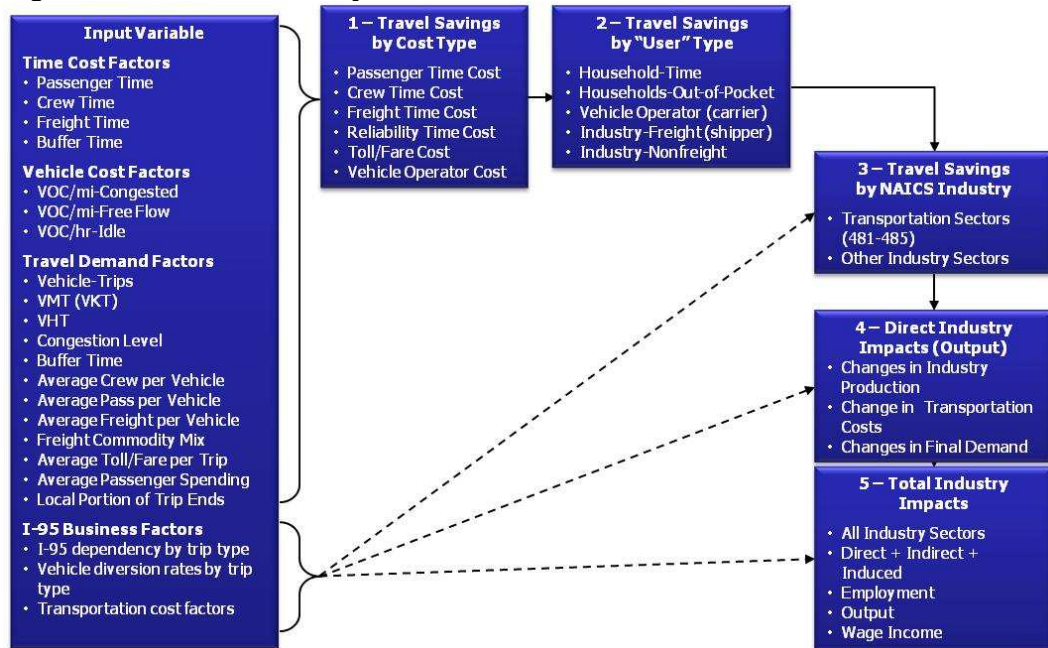 Input Variable
Time Cost Factors
• Passenger Time
• Crew Time
• Freight Time
• Buffer Time
Vehicle Cost Factors
• VOC/mi-Congested
• VOC/mi-Free Flow
• VOC/hr-Idle
Travel Demand Factors
• Vehicle-Trips
• VMT (VKT)
• VHT
• Congestion Level
• Buffer Time
• Average Crew per Vehicle
• Average Pass per Vehicle
• Average Freight per Vehicle
• Freight Commodity Mix
• Average Toll/Fare per Trip
• Average Passenger Spending
• Local Portion of Trip Ends
I-95 Business Factors
• I-95 dependency by trip type
• Vehicle diversion rates by trip
type
• Transportation cost factors
1 – Travel Savings
by Cost Type
• Passenger Time Cost
• Crew Time Cost
• Freight Time Cost
• Reliability Time Cost
• Toll/Fare Cost
• Vehicle Operator Cost
2 – Travel Savings
by “User” Type
• Household-Time
• Households-Out-of-Pocket
• Vehicle Operator (carrier)
• Industry-Freight (shipper)
• Industry-Nonfreight
3 – Travel Savings
by NAICS Industry
• Transportation Sectors
(481-485)
• Other Industry Sectors
4 – Direct Industry
Impacts (Output)
• Changes in Industry
Production
• Change in Transportation
Costs
• Changes in Final Demand
5 – Total Industry
Impacts
• All Industry Sectors
• Direct + Indirect +
Induced
• Employment
• Output
• Wage Income